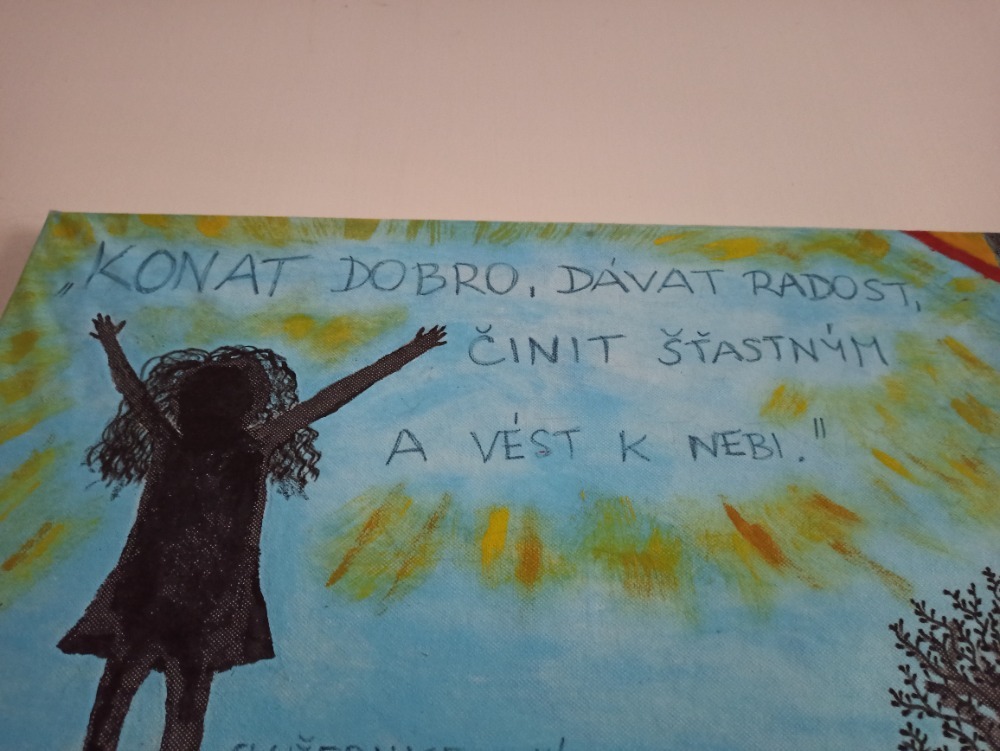 „KONAT DOBRO, DÁVAT RADOST,
ČINIT ŠŤASTNÝM
A VÉST K NEBI."